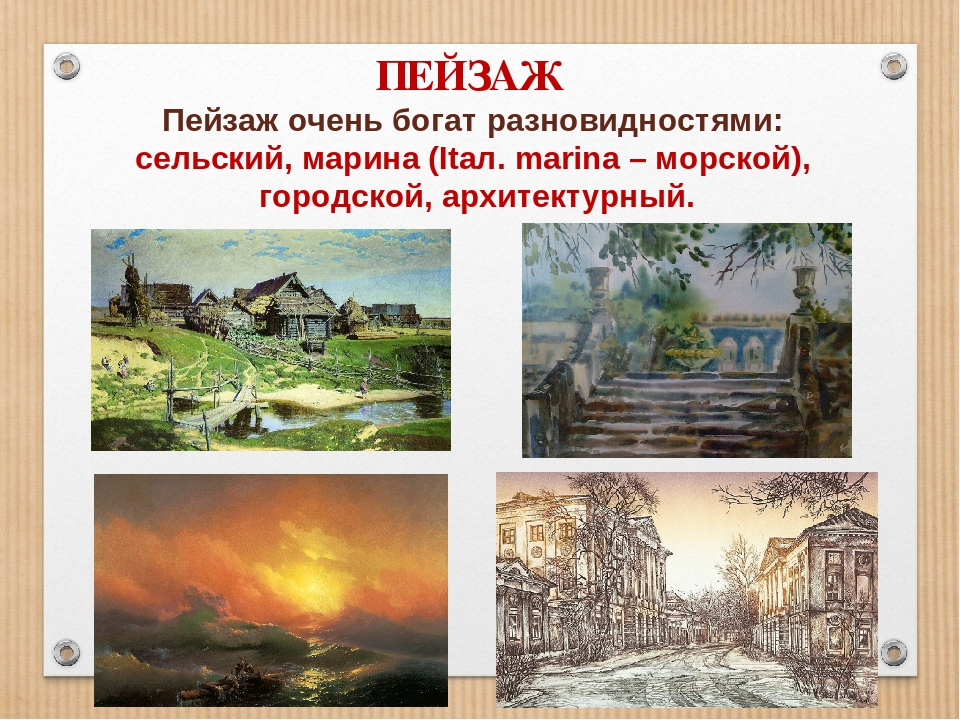 ПЕЙЗАЖ
Пейзаж очень богат разновидностями:
сельский, марина (Itал. marina – морской),
городской, архитектурный.